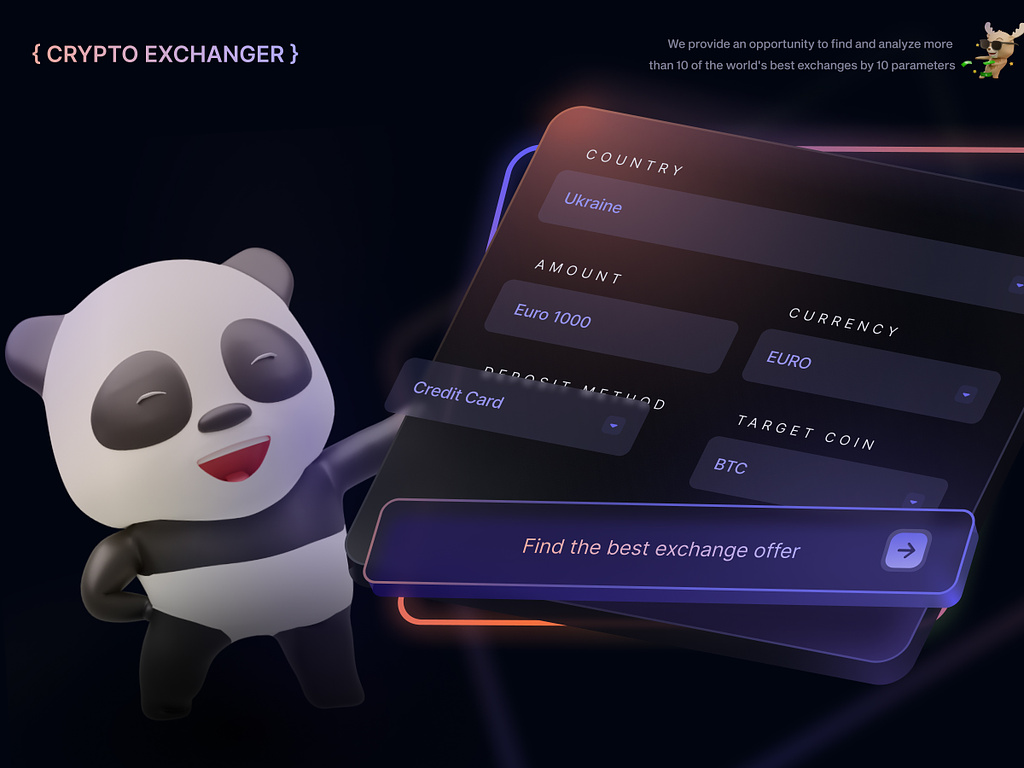 { CRYPTO EXCHANGER }
We provide an opportunity to find and analyze more
than 10 of the world's best exchanges by 10 parameters
COUNTRY
Ukraine
AMOUNT
Euro 1000
CURRENCY
EURO
DEPOSIT METHOD
Credit Card
TARGET COIN
BTC
Find the best exchange offer